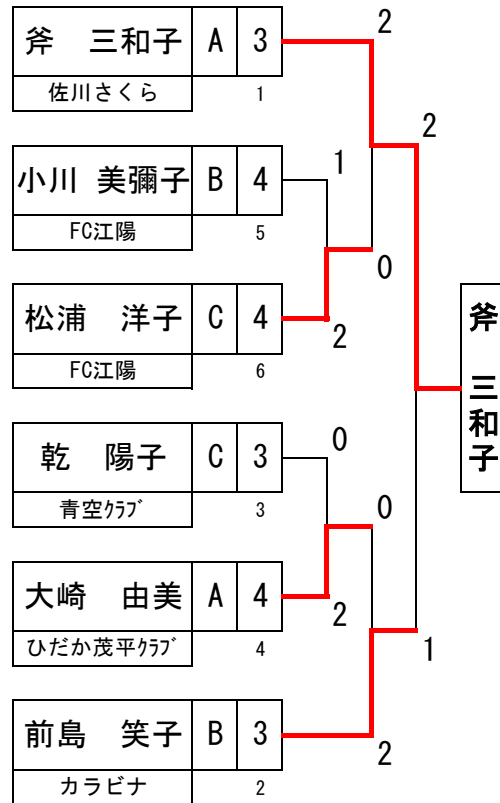 斧　三和子 A 3
佐川さくら 1
2
2
小川 美彌子 B 4
FC江陽 5
1
0
松浦　洋子 C 4
FC江陽 6
2
斧　三和子
乾　陽子 C 3
青空ｸﾗﾌﾞ 3
0
0
大崎　由美 A 4
ひだか茂平ｸﾗﾌﾞ 4
2
1
前島　笑子 B 3
カラビナ 2
2